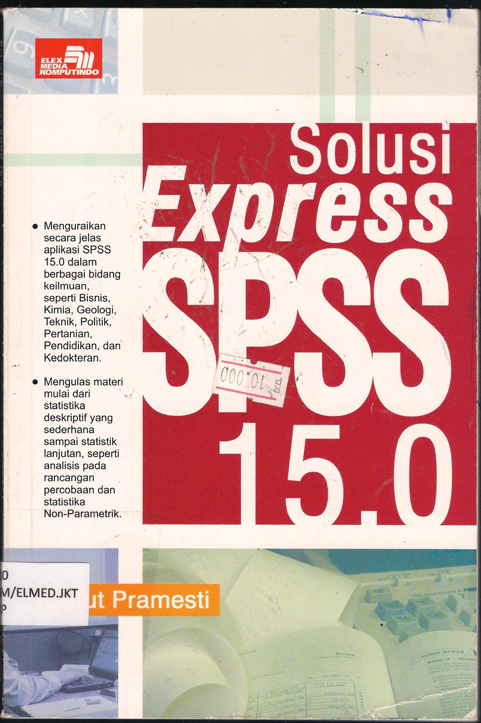 ELEX
MEDIA
KOMPUTINDO
Solusi
Express
SPSS
15.0
000.01
• Menguraikan
secara jelas
aplikasi SPSS
15.0 dalam
berbagai bidang
keilmuan,
seperti Bisnis,
Kimia, Geologi,
Teknik, Politik,
Pertanian,
Pendidikan, dan
Kedokteran.
• Mengulas materi
mulai dari
statistika
deskriptif yang
sederhana
sampai statistik
lanjutan, seperti
analisis pada
rancangan
percobaan dan
statistika
Non-Parametrik.
.0
M/ELMED.JKT
P
ut Pramesti